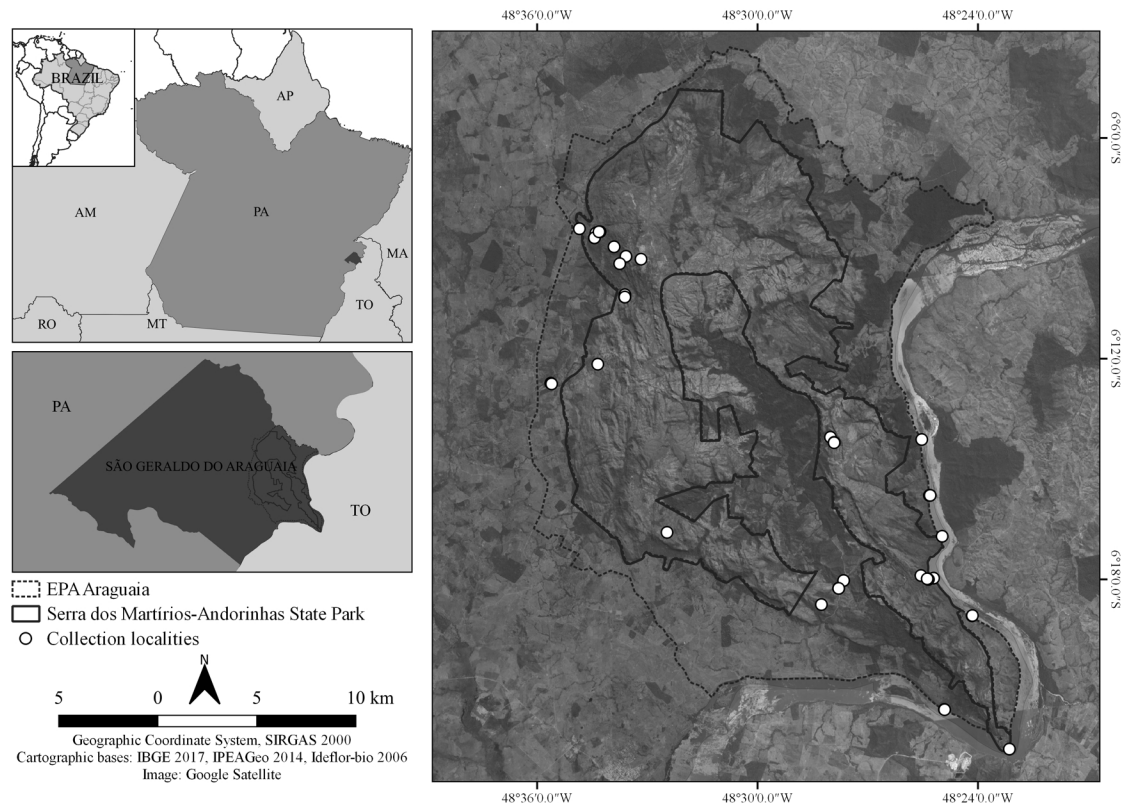 48°36'0.0"W
48°30'0.0"W
48°24'0.0"W
BRAZIL
AP
AM
PA
MA
TO
RO
MT
PA
SÃO GERALDO DO ARAGUAIA
TO
EPA Araguaia
Serra dos Martírios-Andorinhas State Park
Collection localities
N
5 0 5 10 km
Geographic Coordinate System, SIRGAS 2000
Cartographic bases: IBGE 2017, IPEAGeo 2014, Ideflor-bio 2006
Image: Google Satellite
6°6'0.0"S
6°12'0.0"S
6°18'0.0"S
48°36'0.0"W
48°30'0.0"W
48°24'0.0"W